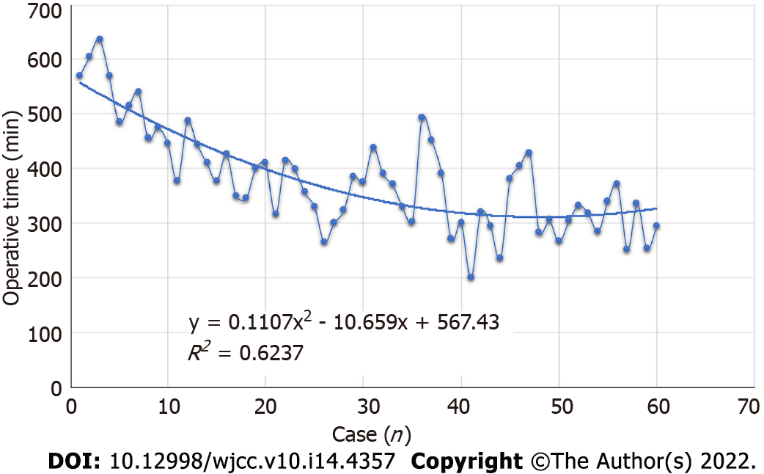 700
600
500
400
300
200
100
0
Operative time (min)
y = 0.1107x² - 10.659x + 567.43
R² = 0.6237
0 10 20 30 40 50 60 70
Case (n)
DOI: 10.12998/wjcc.v10.i14.4357 Copyright ©The Author(s) 2022.